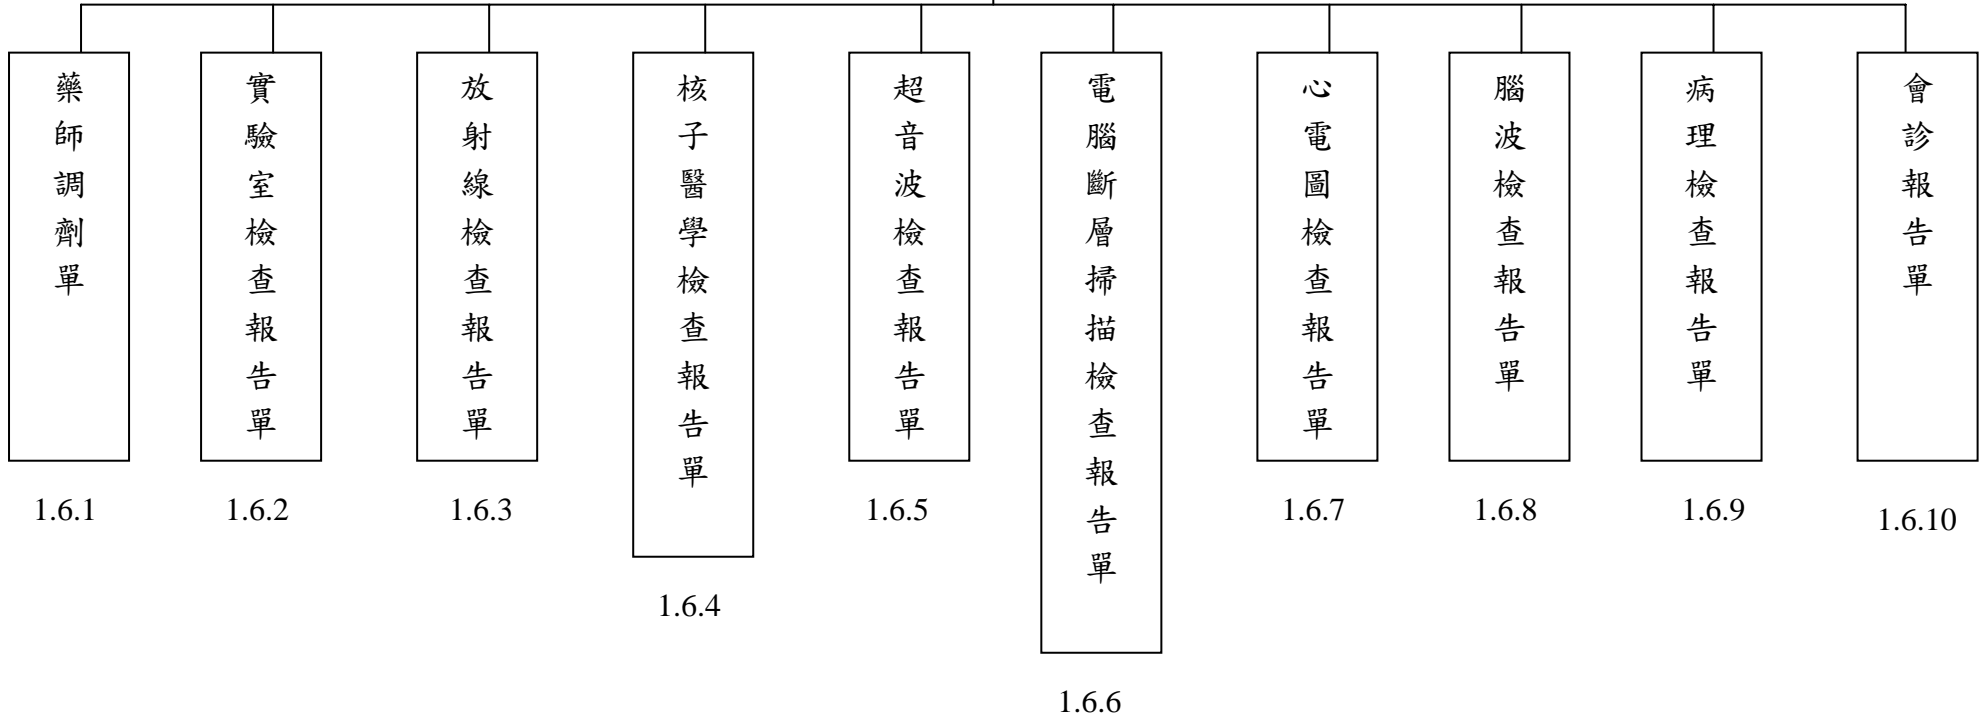 藥師調劑單
實驗室檢查報告單
放射線檢查報告單
核子醫學檢查報告單
超音波檢查報告單
電腦斷層掃描檢查報告單
心電圖檢查報告單
腦波檢查報告單
病理檢查報告單
會診報告單
1.6.1
1.6.2
1.6.3
1.6.4
1.6.5
1.6.6
1.6.7
1.6.8
1.6.9
1.6.10